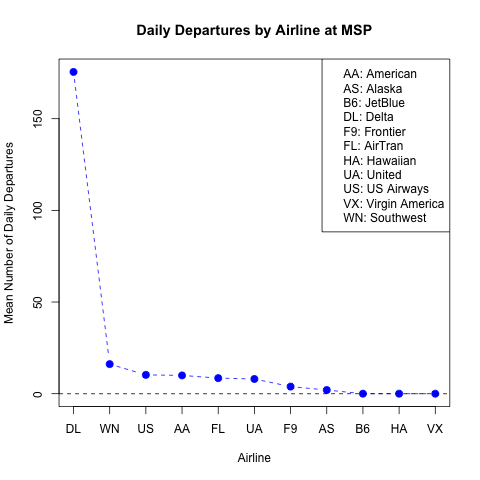 Daily Departures by Airline at MSP
AA: American
AS: Alaska
B6: JetBlue
DL: Delta
F9: Frontier
FL: AirTran
HA: Hawaiian
UA: United
US: US Airways
VX: Virgin America
WN: Southwest
Mean Number of Daily Departures
150
100
50
0
DL WN US AA FL UA F9 AS B6 HA VX
Airline